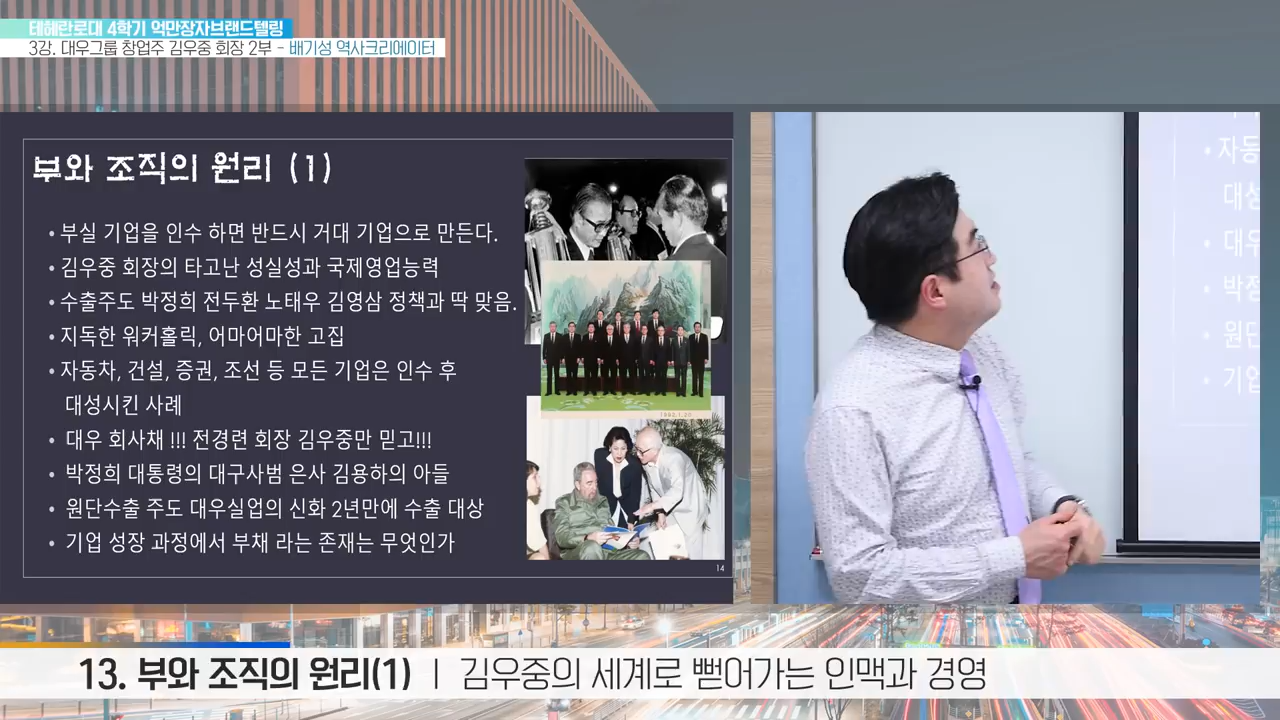 테헤란로대 4학기 억만장자브랜드텔링
3강. 대우그룹 창업주 김우중 회장 2부 - 배기성 역사크리에이터
부와 조직의 원리 (1)
• 부실 기업을 인수 하면 반드시 거대 기업으로 만든다.
• 김우중 회장의 타고난 성실성과 국제영업능력
• 수출주도 박정희 전두환 노태우 김영삼 정책과 딱 맞음.
• 지독한 워커홀릭, 어마어마한 고집
• 자동차, 건설, 증권, 조선 등 모든 기업은 인수 후
대성시킨 사례
• 대우 회사채 !!! 전경련 회장 김우중만 믿고!!!
• 박정희 대통령의 대구사범 은사 김용하의 아들
• 원단수출 주도 대우실업의 신화 2년만에 수출 대상
• 기업 성장 과정에서 부채 라는 존재는 무엇인가
14
• 자동
대성
• 대우
• 박정
• 원단
• 기업
13. 부와 조직의 원리(1) ㅣ 김우중의 세계로 뻗어가는 인맥과 경영